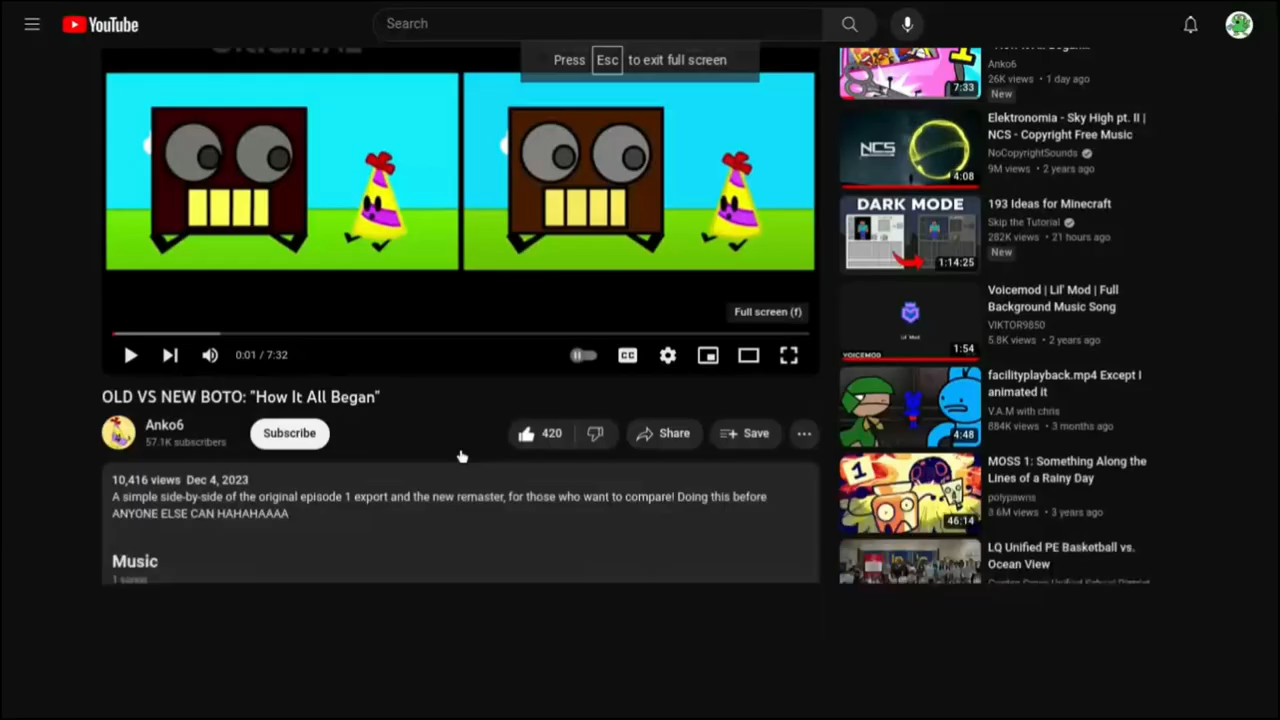 YouTube
Search
Press Esc to exit full screen
ORIGINAL
Full screen (f)
0:01 / 7:32
CC
OLD VS NEW BOTO: "How It All Began"
Anko6
57.1K subscribers
Subscribe
420
Share
Save
10,416 views Dec 4, 2023
A simple side-by-side of the original episode 1 export and the new remaster, for those who want to compare! Doing this before
ANYONE ELSE CAN HAHAHAAAA
Music
1 songs
1
7:33
Anko6
26K views • 1 day ago
New
NCS
4:08
Elektronomia - Sky High pt. II |
NCS - Copyright Free Music
NoCopyrightSounds
9M views • 2 years ago
DARK MODE
1:14:25
193 Ideas for Minecraft
Skip the Tutorial
282K views • 21 hours ago
New
Lil' Mod
VOICEMOD
1:54
Voicemod | Lil' Mod | Full
Background Music Song
VIKTOR9850
5.8K views • 2 years ago
4:48
facilityplayback.mp4 Except I
animated it
V.A.M with chris
884K views • 3 months ago
1
46:14
MOSS 1: Something Along the
Lines of a Rainy Day
polypawns
3.6M views • 3 years ago
LQ Unified PE Basketball vs.
Ocean View